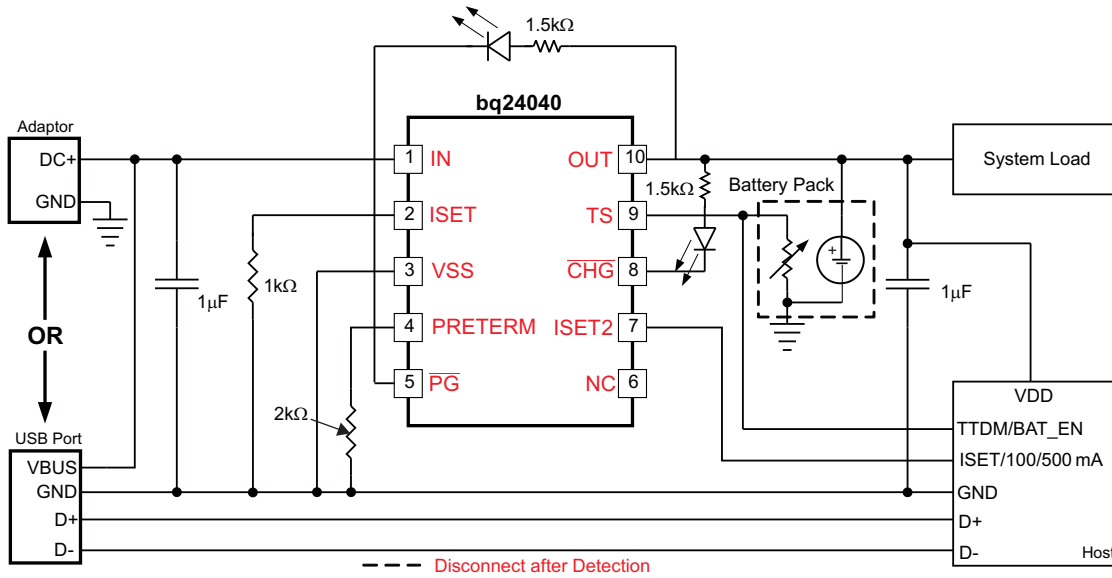 1.5kΩ
bq24040
Adaptor
DC+
GND
1 IN
OUT 10
System Load
1.5kΩ
Battery Pack
2 ISET
TS 9
+
3 VSS
CHG 8
1kΩ
1μF
1μF
OR
4 PRETERM
ISET2 7
5 PG
NC 6
2kΩ
VDD
TTDM/BAT_EN
USB Port
VBUS
ISET/100/500 mA
GND
GND
D+
D+
D-
D-
Host
Disconnect after Detection